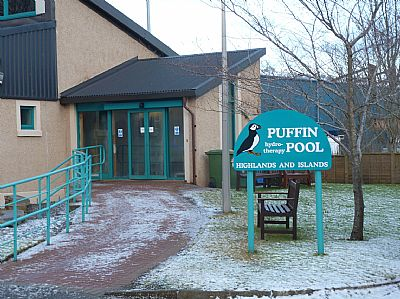 PUFFIN
hydro-
therapy POOL
HIGHLANDS AND ISLANDS